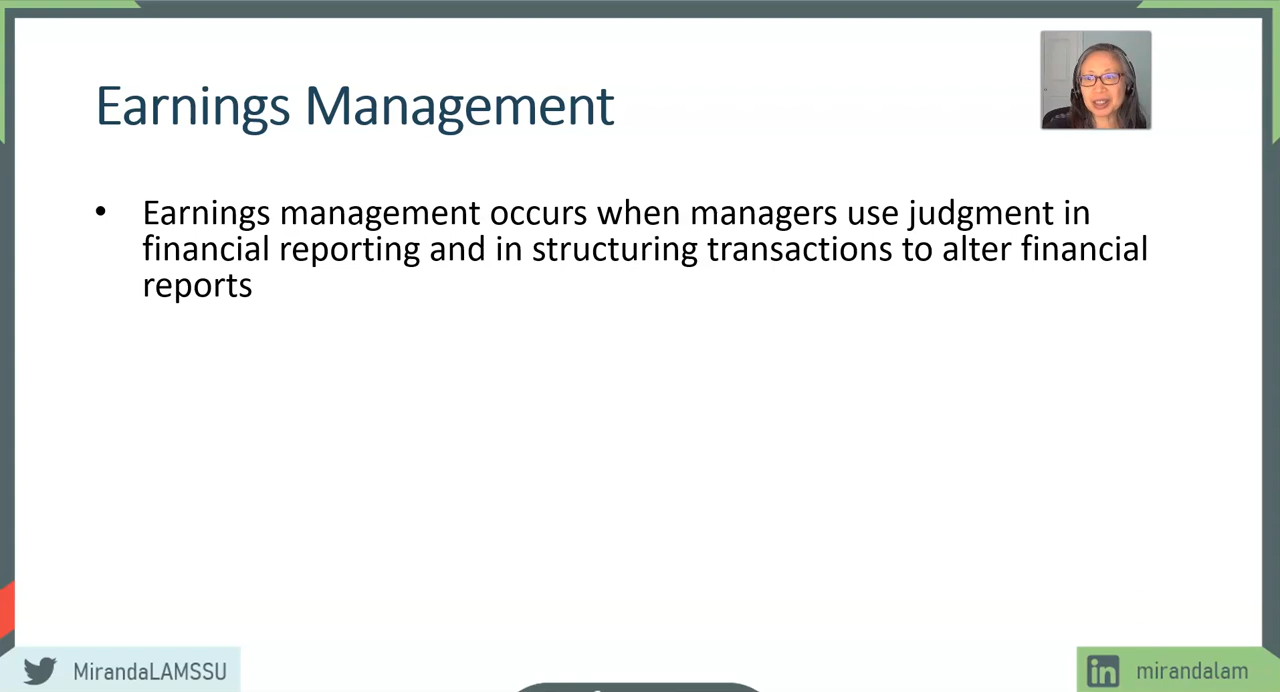 Earnings Management
• Earnings management occurs when managers use judgment in
financial reporting and in structuring transactions to alter financial
reports
MirandaLAMSSU
in mirandalam